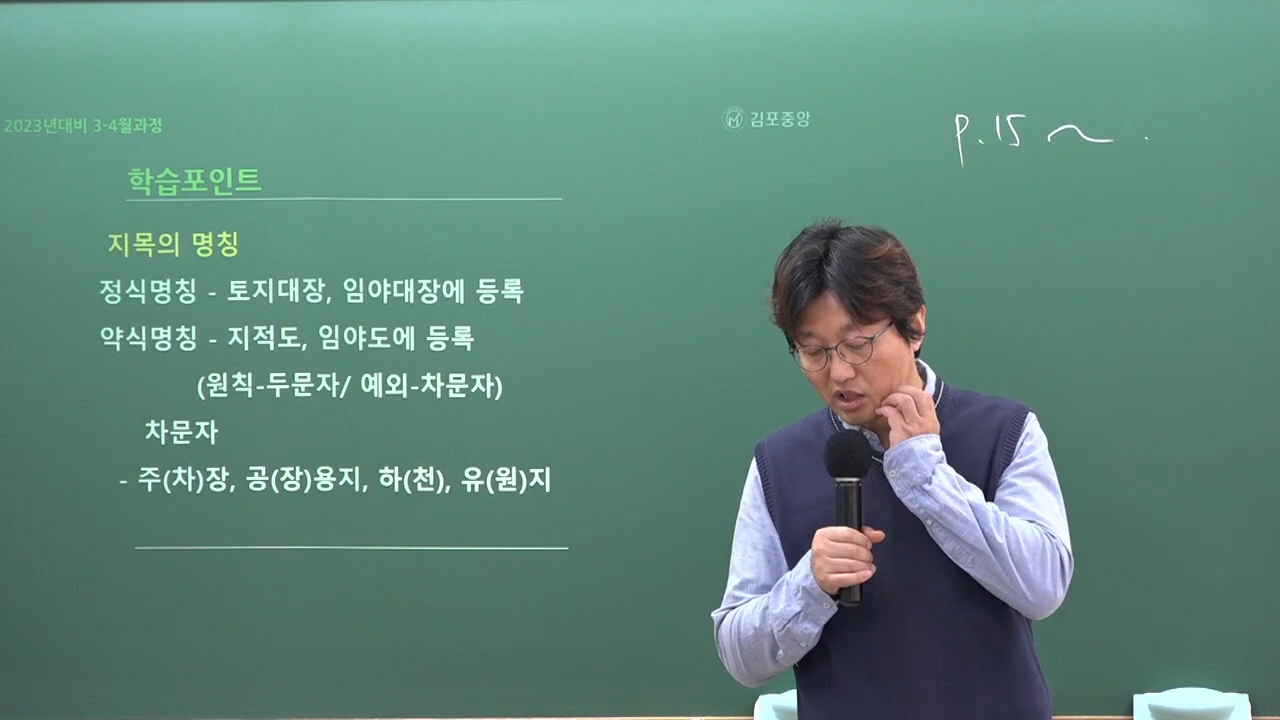 2023년대비 3-4월과정
김포중앙
p.15 ~ .
학습포인트
지목의 명칭
정식명칭 - 토지대장, 임야대장에 등록
약식명칭 - 지적도, 임야도에 등록
(원칙-두문자/ 예외-차문자)
차문자
- 주(차)장, 공(장)용지, 하(천), 유(원)지